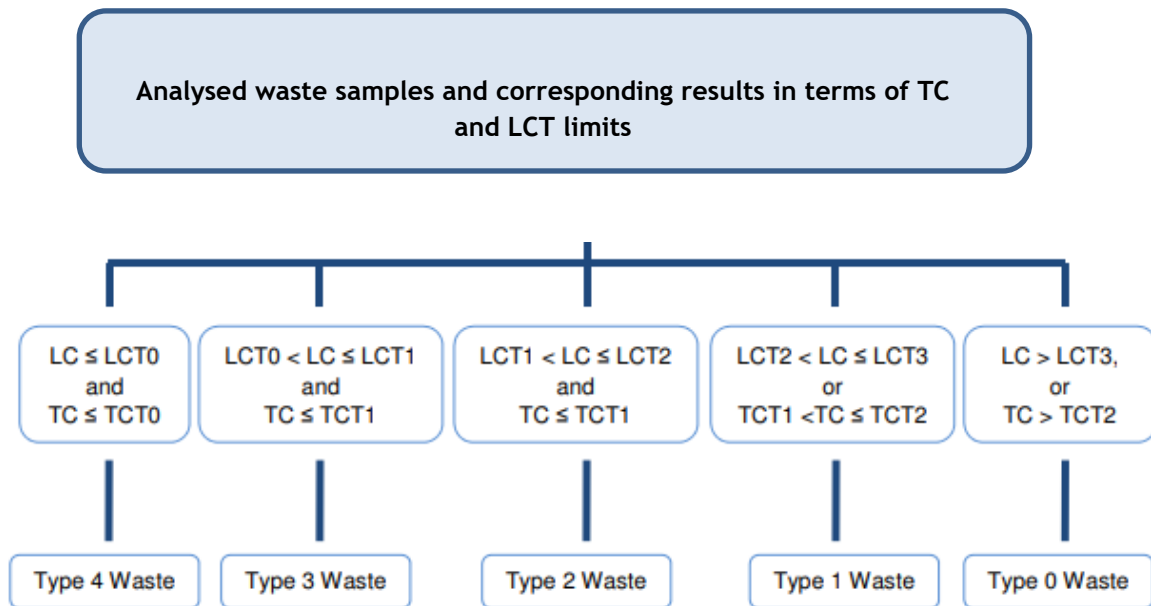 Analysed waste samples and corresponding results in terms of TC
and LCT limits
LC ≤ LCT0
and
TC ≤ TCT0
LCT0 < LC ≤ LCT1
and
TC ≤ TCT1
LCT1 < LC ≤ LCT2
and
TC ≤ TCT1
LCT2 < LC ≤ LCT3
or
TCT1 <TC ≤ TCT2
LC > LCT3,
or
TC > TCT2
Type 4 Waste
Type 3 Waste
Type 2 Waste
Type 1 Waste
Type 0 Waste